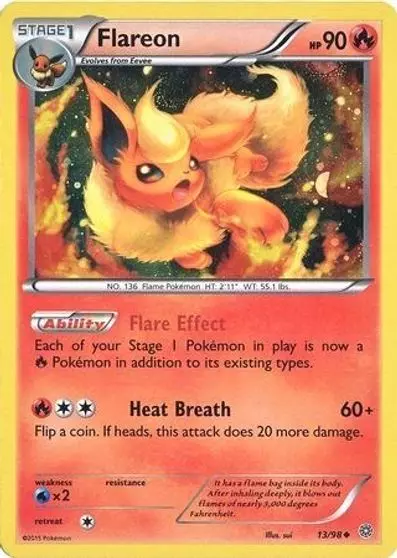 STAGE1
Flareon
HP90
Evolves from Eevee
NO. 136 Flame Pokémon HT: 2'11" WT: 55.1 lbs.
Ability Flare Effect
Each of your Stage 1 Pokémon in play is now a
Pokémon in addition to its existing types.
Heat Breath 60+
Flip a coin. If heads, this attack does 20 more damage.
weakness resistance
×2
retreat
It has a flame bag inside its body.
After inhaling deeply, it blows out
flames of nearly 3,000 degrees
Fahrenheit.
©2015 Pokémon
Illus. sui
13/98